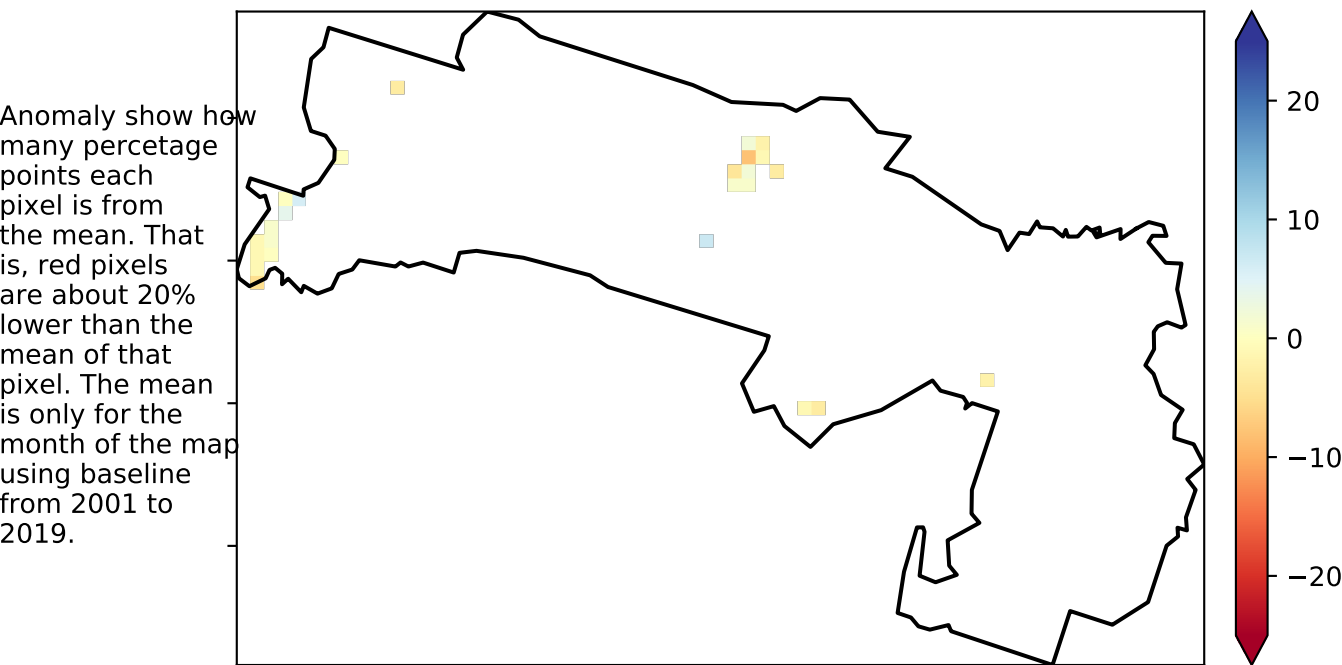 Anomaly show how
many percetage
points each
pixel is from
the mean. That
is, red pixels
are about 20%
lower than the
mean of that
pixel. The mean
is only for the
month of the map
using baseline
from 2001 to
2019.
20
10
0
−10
−20